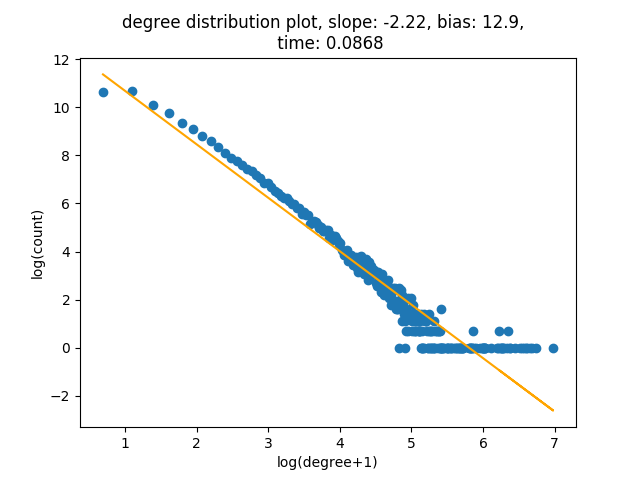 degree distribution plot, slope: -2.22, bias: 12.9,
time: 0.0868
12
10
8
6
4
2
0
−2
log(count)
1 2 3 4 5 6 7
log(degree+1)